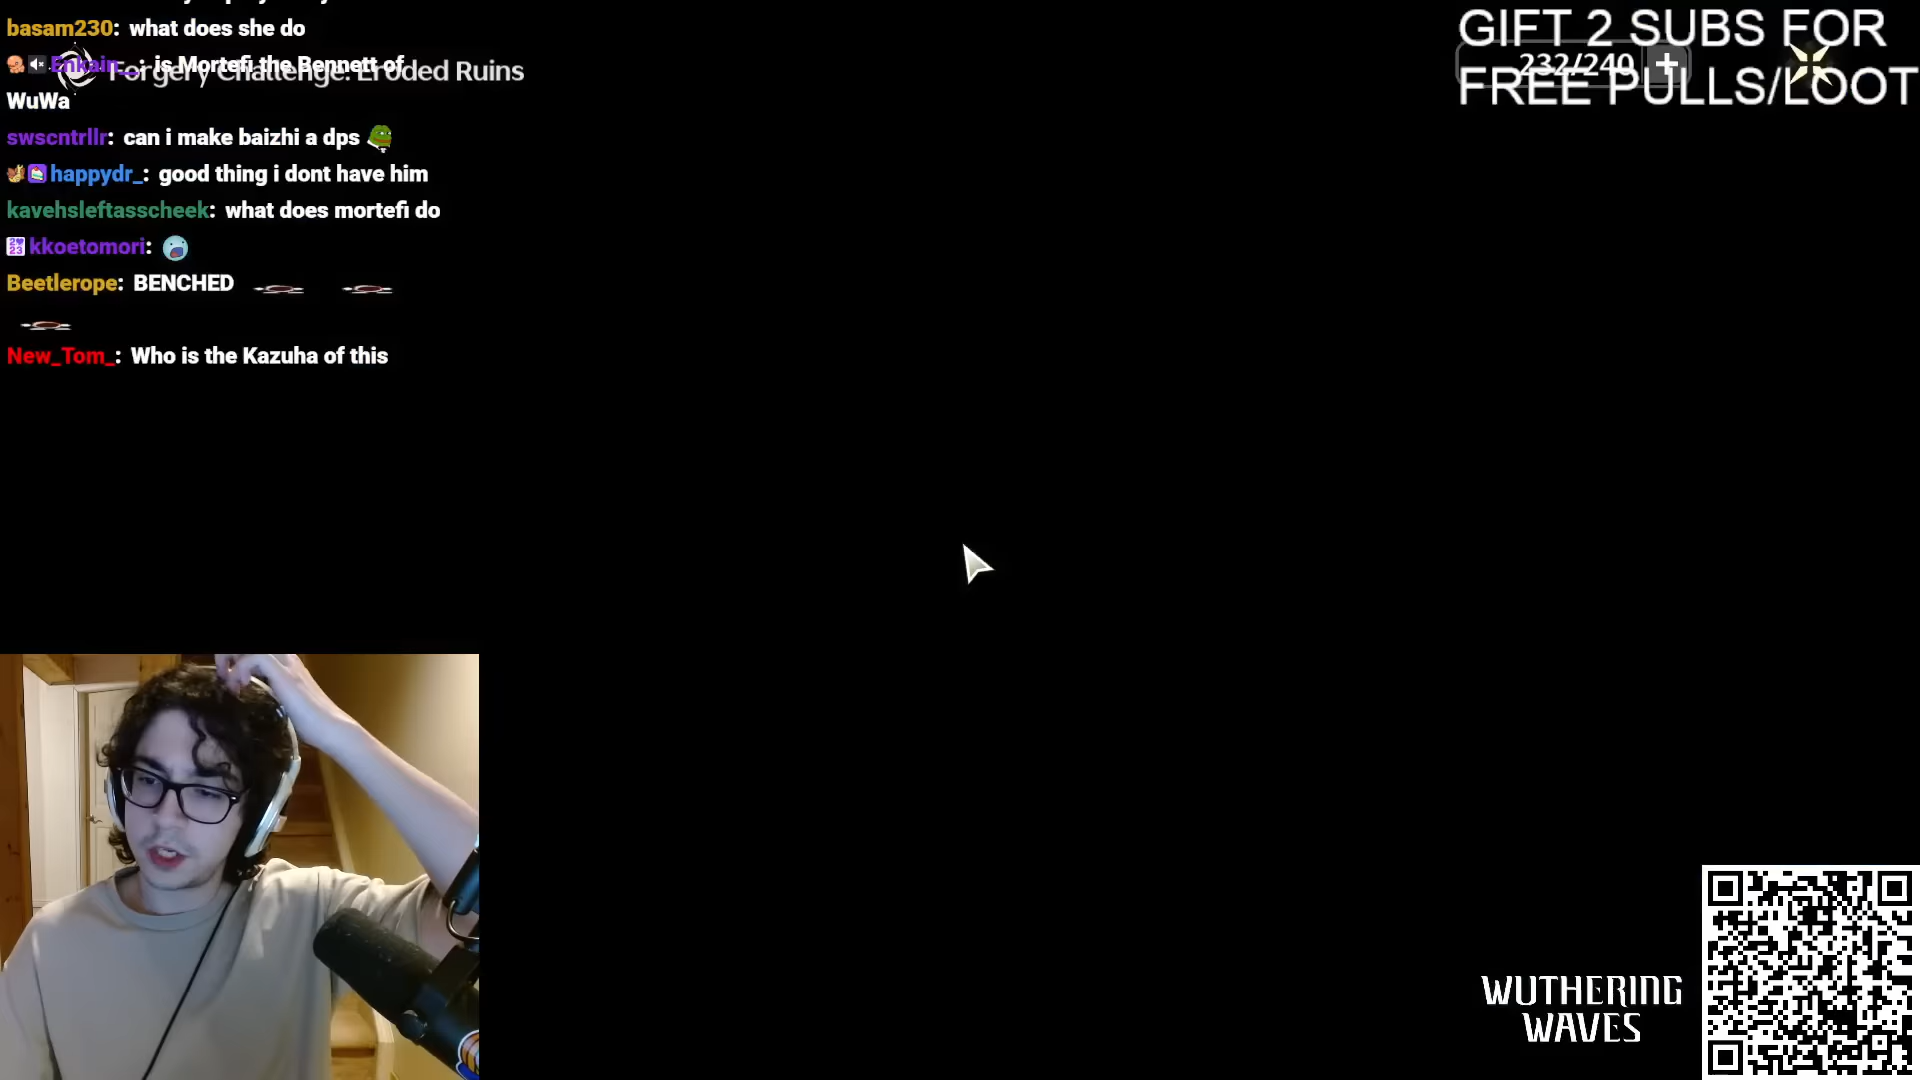 basam230: what does she do
Enkain__: is Mortefi the Bennett of
Forgery Challenge: Eroded Ruins
WuWa
swscntrllr: can i make baizhi a dps
happydr_: good thing i dont have him
kavehsleftasscheek: what does mortefi do
kkoetomori:
Beetlerope: BENCHED
New_Tom_: Who is the Kazuha of this
GIFT 2 SUBS FOR
232/240
FREE PULLS/LOOT
WUTHERING
WAVES